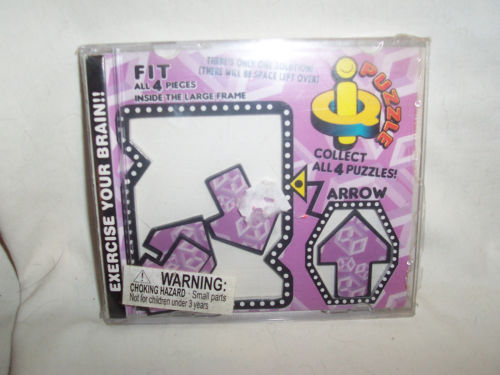 EXERCISE YOUR BRAIN!!
FIT
ALL 4 PIECES
INSIDE THE LARGE FRAME
THERE'S ONLY ONE SOLUTION!
(THERE WILL BE SPACE LEFT OVER)
iQ
PUZZLE
COLLECT
ALL 4 PUZZLES!
ARROW
WARNING:
CHOKING HAZARD - Small parts
Not for children under 3 years